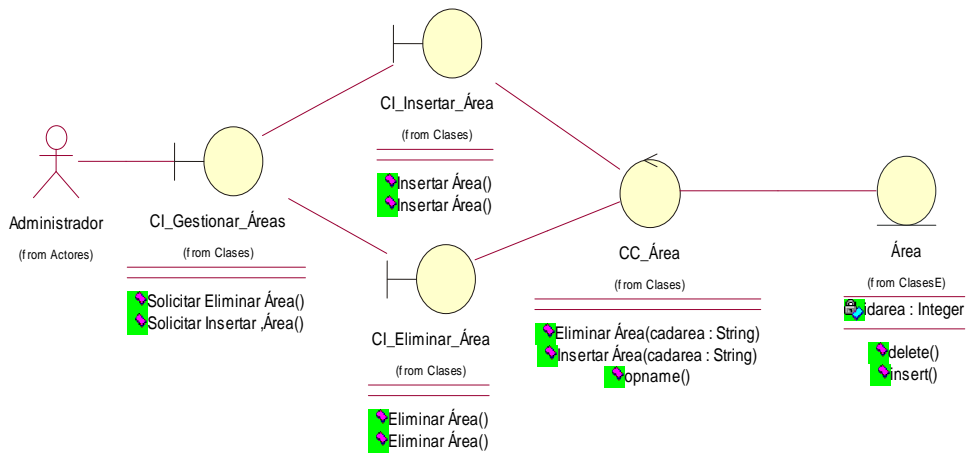 CI_Insertar_Área
(from Clases)
Insertar Área()
Insertar Área()
Administrador
(from Actores)
CI_Gestionar_Áreas
(from Clases)
Solicitar Eliminar Área()
Solicitar Insertar ,Área()
CI_Eliminar_Área
(from Clases)
Eliminar Área()
Eliminar Área()
CC_Área
(from Clases)
Eliminar Área(cadarea : String)
Insertar Área(cadarea : String)
opname()
Área
(from ClasesE)
idarea : Integer
delete()
insert()